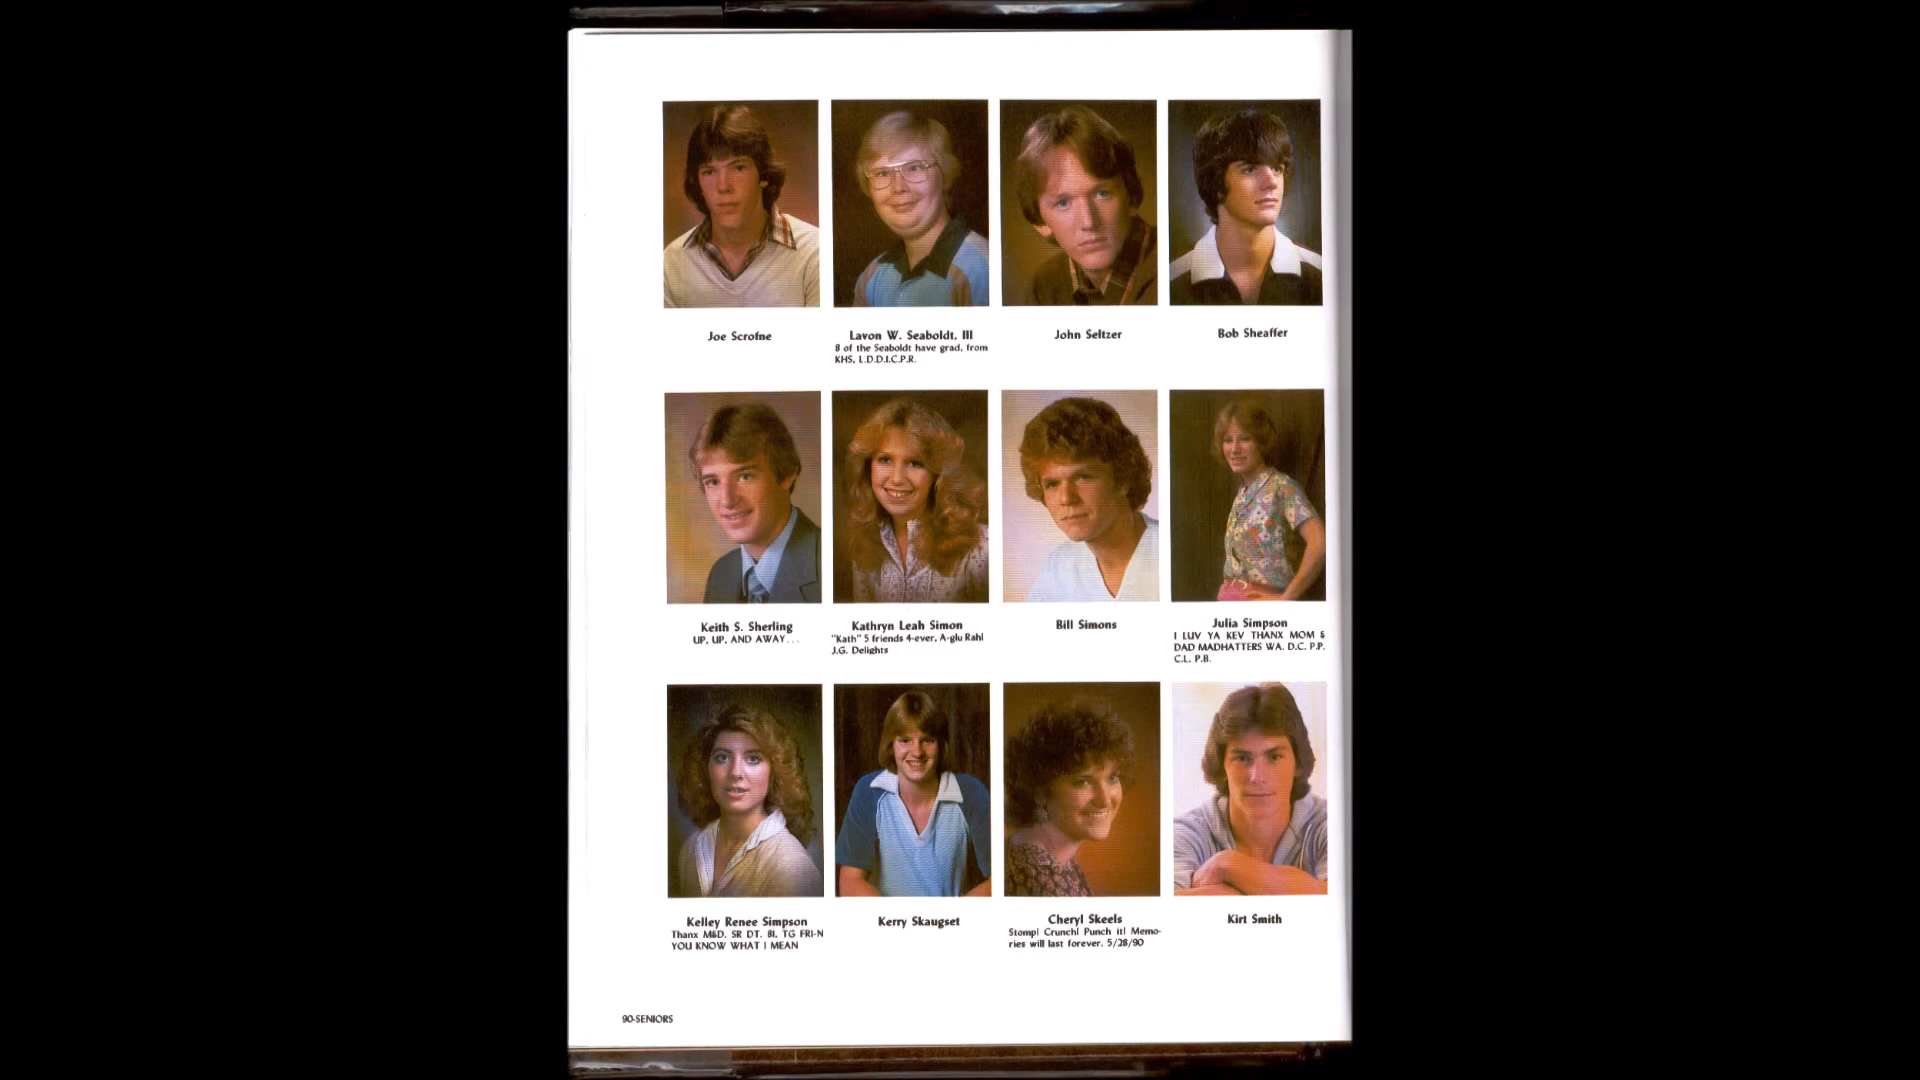 Joe Scrofne
Lavon W. Seaboldt, III
8 of the Seaboldt have grad, from
KHS, L.D.D.I.C.P.R.
John Seltzer
Bob Sheaffer
Keith S. Sherling
UP, UP, AND AWAY...
Kathryn Leah Simon
"Kath" 5 friends 4-ever, A-glu Rahl
J.G. Delights
Bill Simons
Julia Simpson
I LUV YA KEV THANX MOM &
DAD MADHATTERS WA. D.C. P.P.
C.L. P.B.
Kelley Renee Simpson
Thanx M&D. SR DT. BI, TG FRI-N
YOU KNOW WHAT I MEAN
Kerry Skaugset
Cheryl Skeels
Stomp! Crunch! Punch it! Memo-
ries will last forever. 5/28/90
Kirt Smith
90-SENIORS